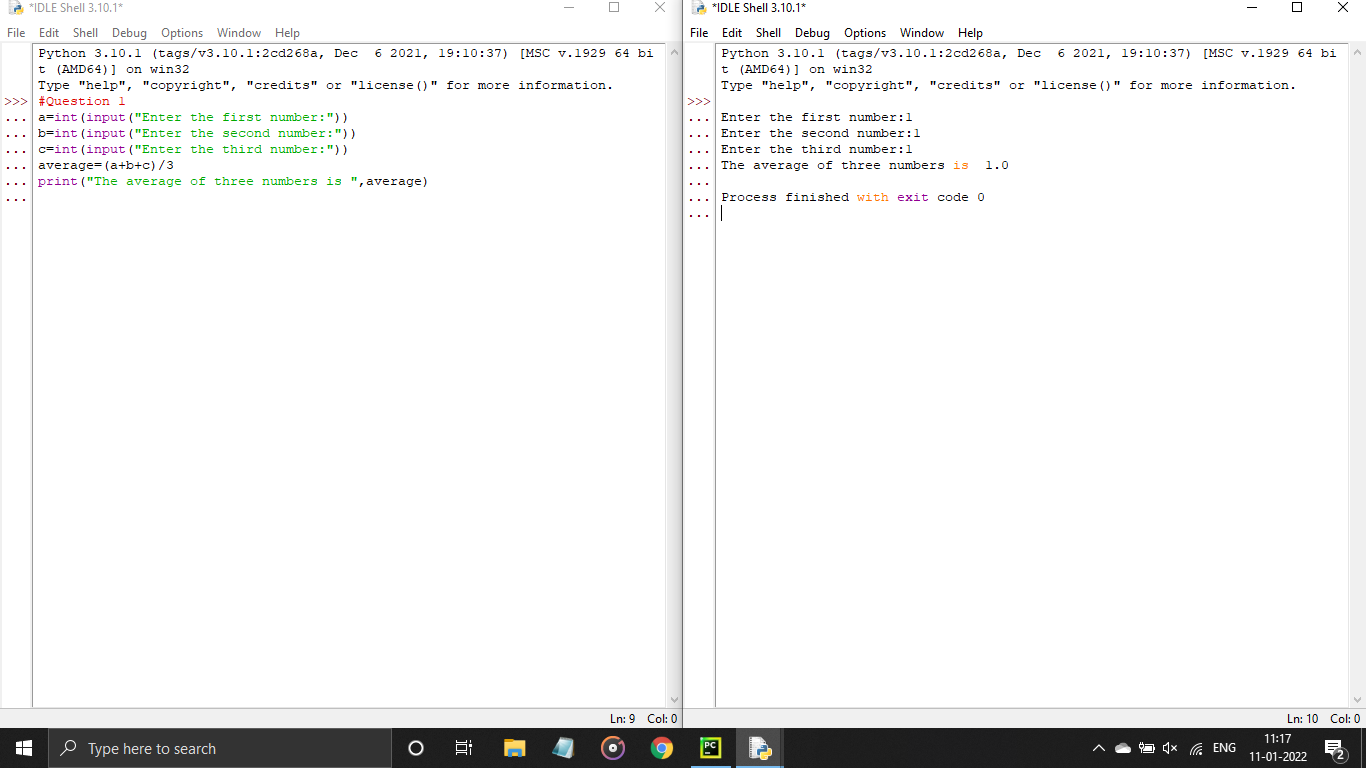 *IDLE Shell 3.10.1*
File Edit Shell Debug Options Window Help
Python 3.10.1 (tags/v3.10.1:2cd268a, Dec  6 2021, 19:10:37) [MSC v.1929 64 bi
t (AMD64)] on win32
Type "help", "copyright", "credits" or "license()" for more information.
>>> #Question 1
... a=int(input("Enter the first number:"))
... b=int(input("Enter the second number:"))
... c=int(input("Enter the third number:"))
... average=(a+b+c)/3
... print("The average of three numbers is ",average)
...
Ln: 9 Col: 0
*IDLE Shell 3.10.1*
File Edit Shell Debug Options Window Help
Python 3.10.1 (tags/v3.10.1:2cd268a, Dec  6 2021, 19:10:37) [MSC v.1929 64 bi
t (AMD64)] on win32
Type "help", "copyright", "credits" or "license()" for more information.
>>>
... Enter the first number:1
... Enter the second number:1
... Enter the third number:1
... The average of three numbers is  1.0
...
... Process finished with exit code 0
...
Ln: 10 Col: 0
Type here to search
PC
ENG
11:17
11-01-2022
2